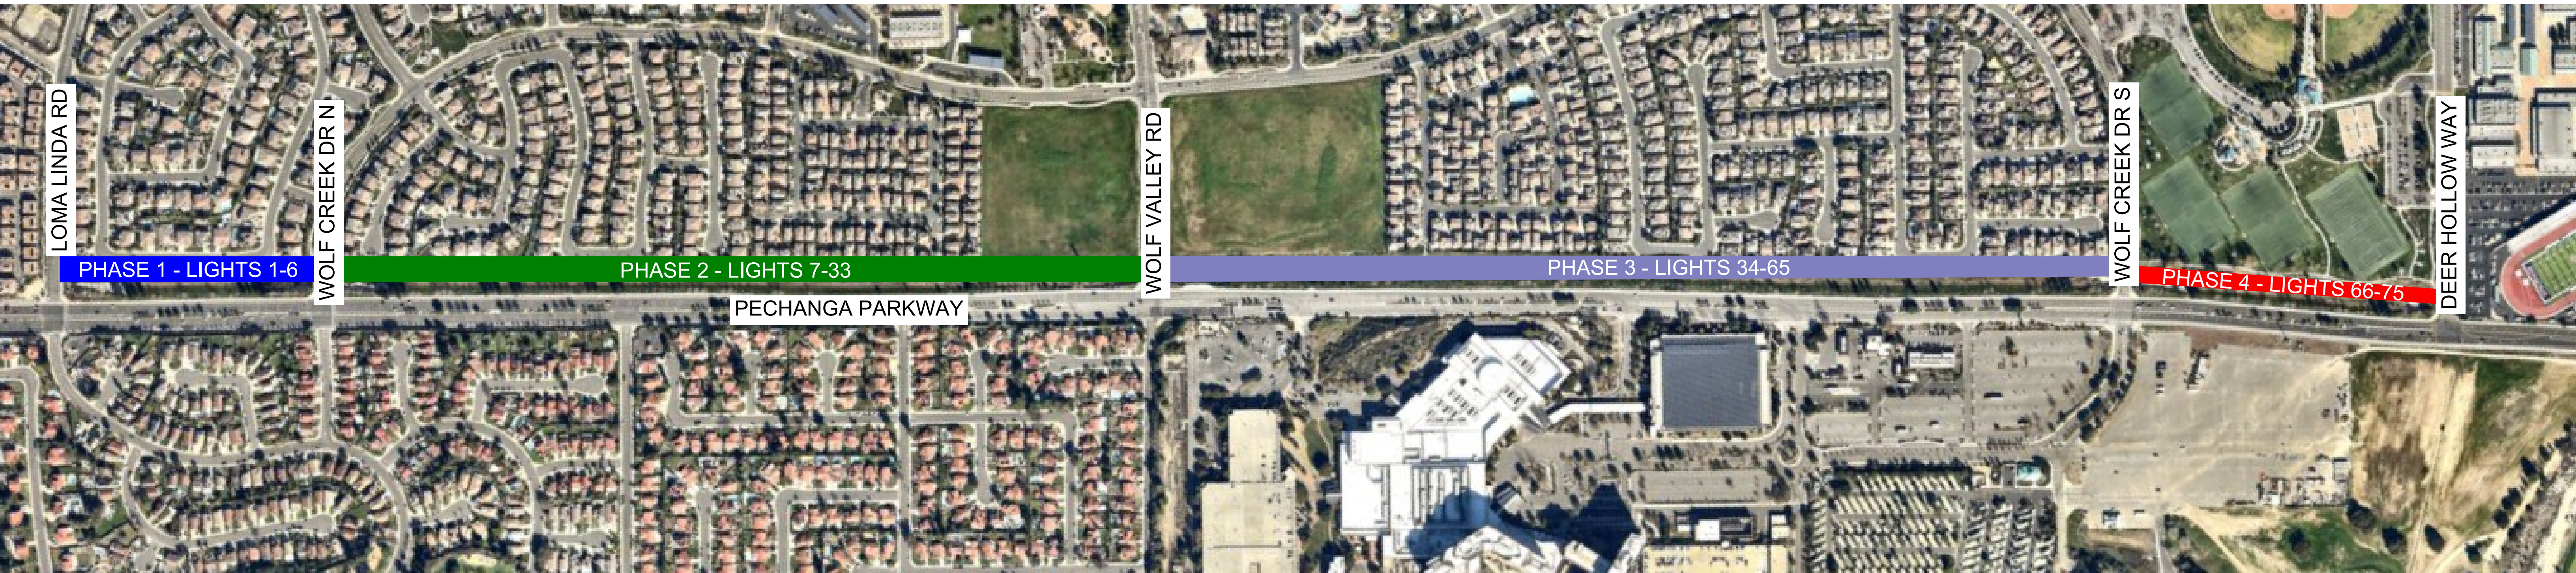 LOMA LINDA RD
WOLF CREEK DR N
WOLF VALLEY RD
WOLF CREEK DR S
DEER HOLLOW WAY
PHASE 1 - LIGHTS 1-6
PHASE 2 - LIGHTS 7-33
PHASE 3 - LIGHTS 34-65
PHASE 4 - LIGHTS 66-75
PECHANGA PARKWAY